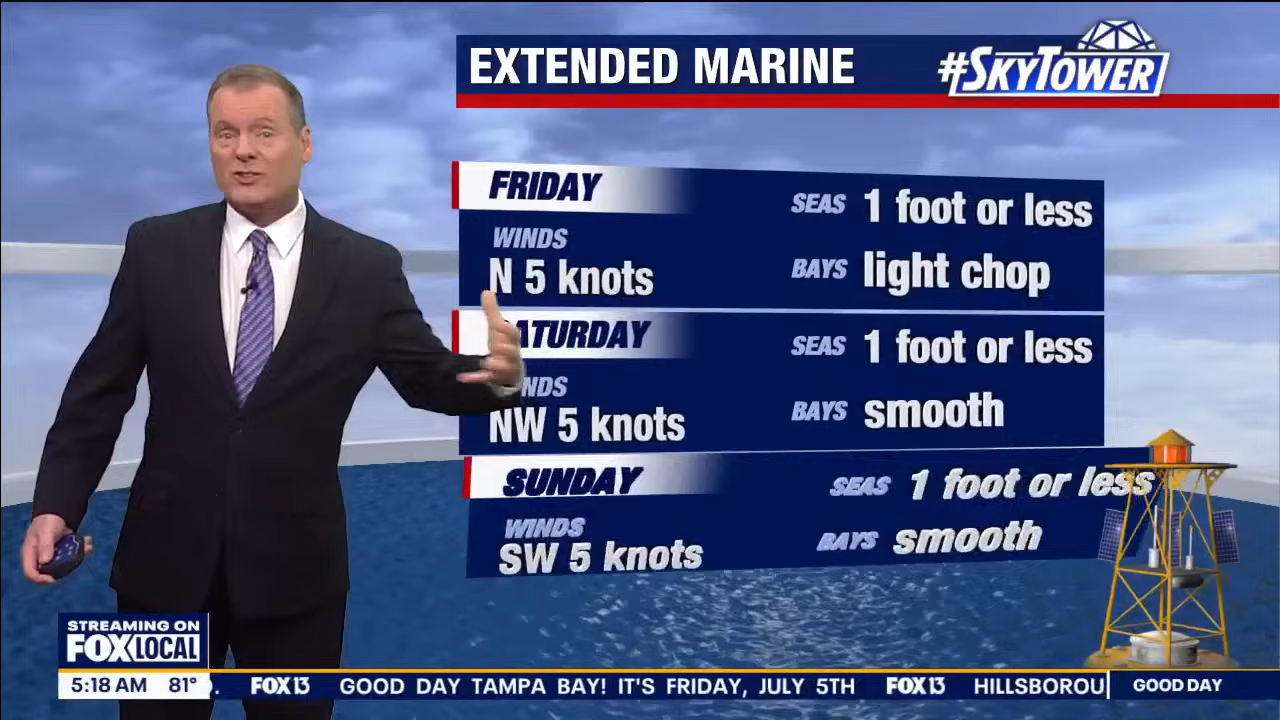 EXTENDED MARINE
#SKYTOWER
FRIDAY
SEAS 1 foot or less
WINDS
N 5 knots
BAYS light chop
ATURDAY
SEAS 1 foot or less
NDS
NW 5 knots
BAYS smooth
SUNDAY
SEAS 1 foot or less
WINDS
SW 5 knots
BAYS smooth
STREAMING ON
FOX LOCAL
5:18 AM 81° FOX 13 GOOD DAY TAMPA BAY! IT'S FRIDAY, JULY 5TH FOX 13 HILLSBOROU GOOD DAY